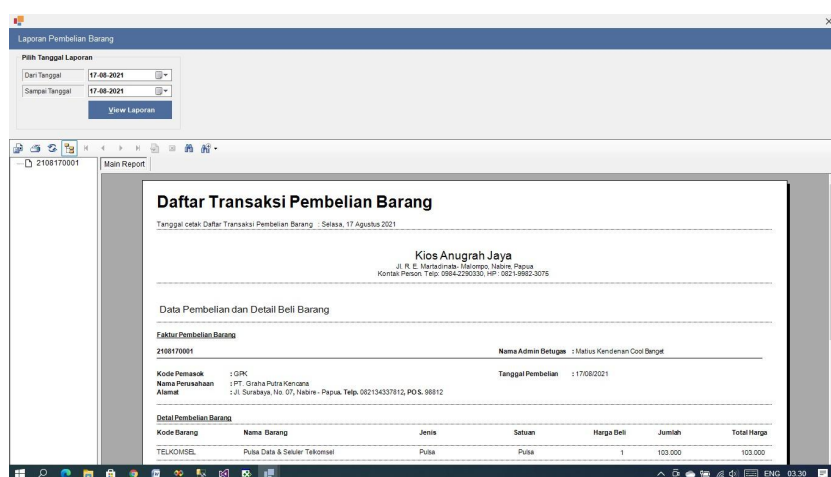 Laporan Pembelian Barang
Pilih Tanggal Laporan
Dari Tanggal 17-08-2021
Sampai Tanggal 17-08-2021
View Laporan
2108170001 Main Report
Daftar Transaksi Pembelian Barang
Tanggal cetak Daftar Transaksi Pembelian Barang : Selasa, 17 Agustus 2021
Kios Anugrah Jaya
Jl. R. E. Martadinata- Malompo, Nabire, Papua
Kontak Person. Telp: 0984-2290330, HP : 0821-9982-3075
Data Pembelian dan Detail Beli Barang
Faktur Pembelian Barang
2108170001 Nama Admin Betugas : Matius Kendenan Cool Banget
Kode Pemasok : GPK Tanggal Pembelian : 17/08/2021
Nama Perusahaan : PT. Graha Putra Kencana
Alamat : Jl. Surabaya, No. 07, Nabire - Papua. Telp. 082134337812, POS. 98812
Detal Pembelian Barang
Kode Barang Nama Barang Jenis Satuan Harga Beli Jumlah Total Harga
TELKOMSEL Pulsa Data & Seluler Telkomsel Pulsa Pulsa 1 103.000 103.000
ENG 03.30